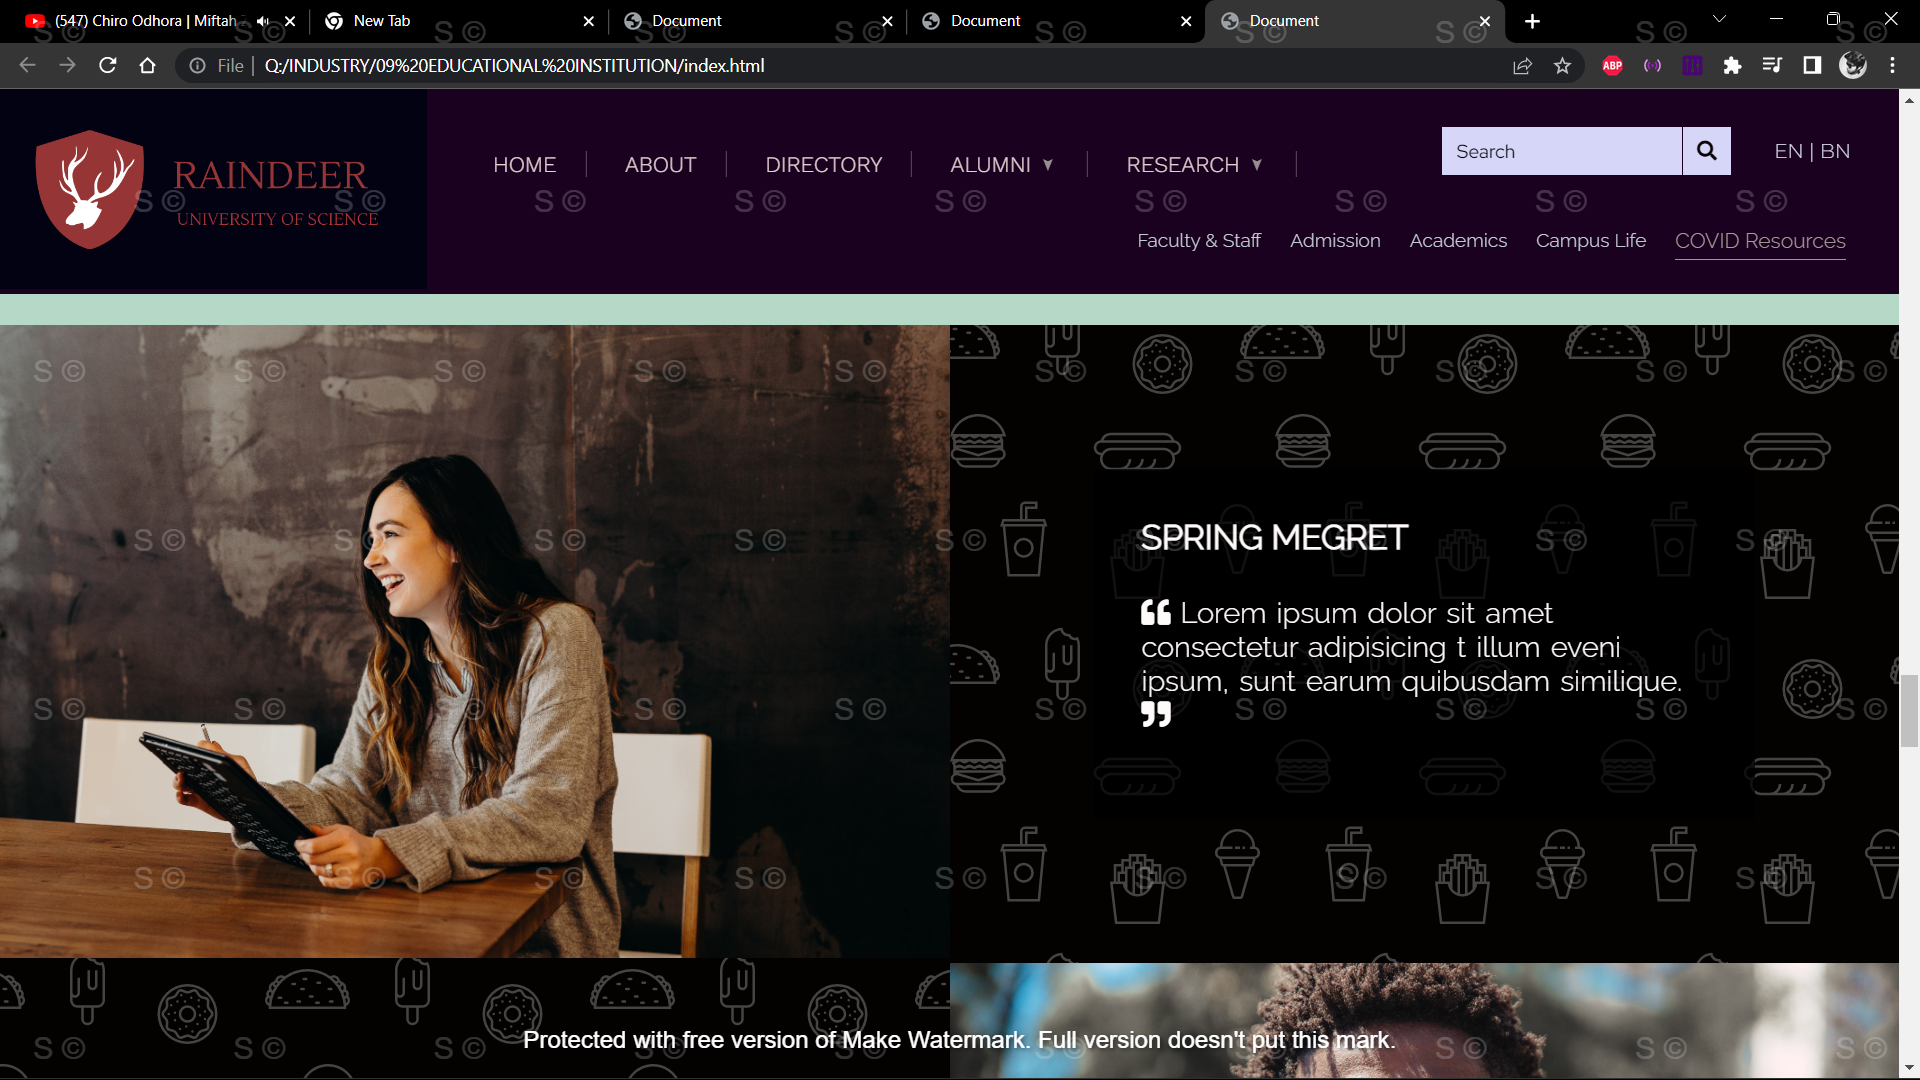 (547) Chiro Odhora | Miftah
New Tab
Document
Document
Document
File | Q:/INDUSTRY/09%20EDUCATIONAL%20INSTITUTION/index.html
ABP
RAINDEER
UNIVERSITY OF SCIENCE
HOME
ABOUT
DIRECTORY
ALUMNI
RESEARCH
Search
EN | BN
Faculty & Staff
Admission
Academics
Campus Life
COVID Resources
SPRING MEGRET
“ Lorem ipsum dolor sit amet
consectetur adipisicing t illum eveni
ipsum, sunt earum quibusdam similique.
”
S ©
Protected with free version of Make Watermark. Full version doesn't put this mark.